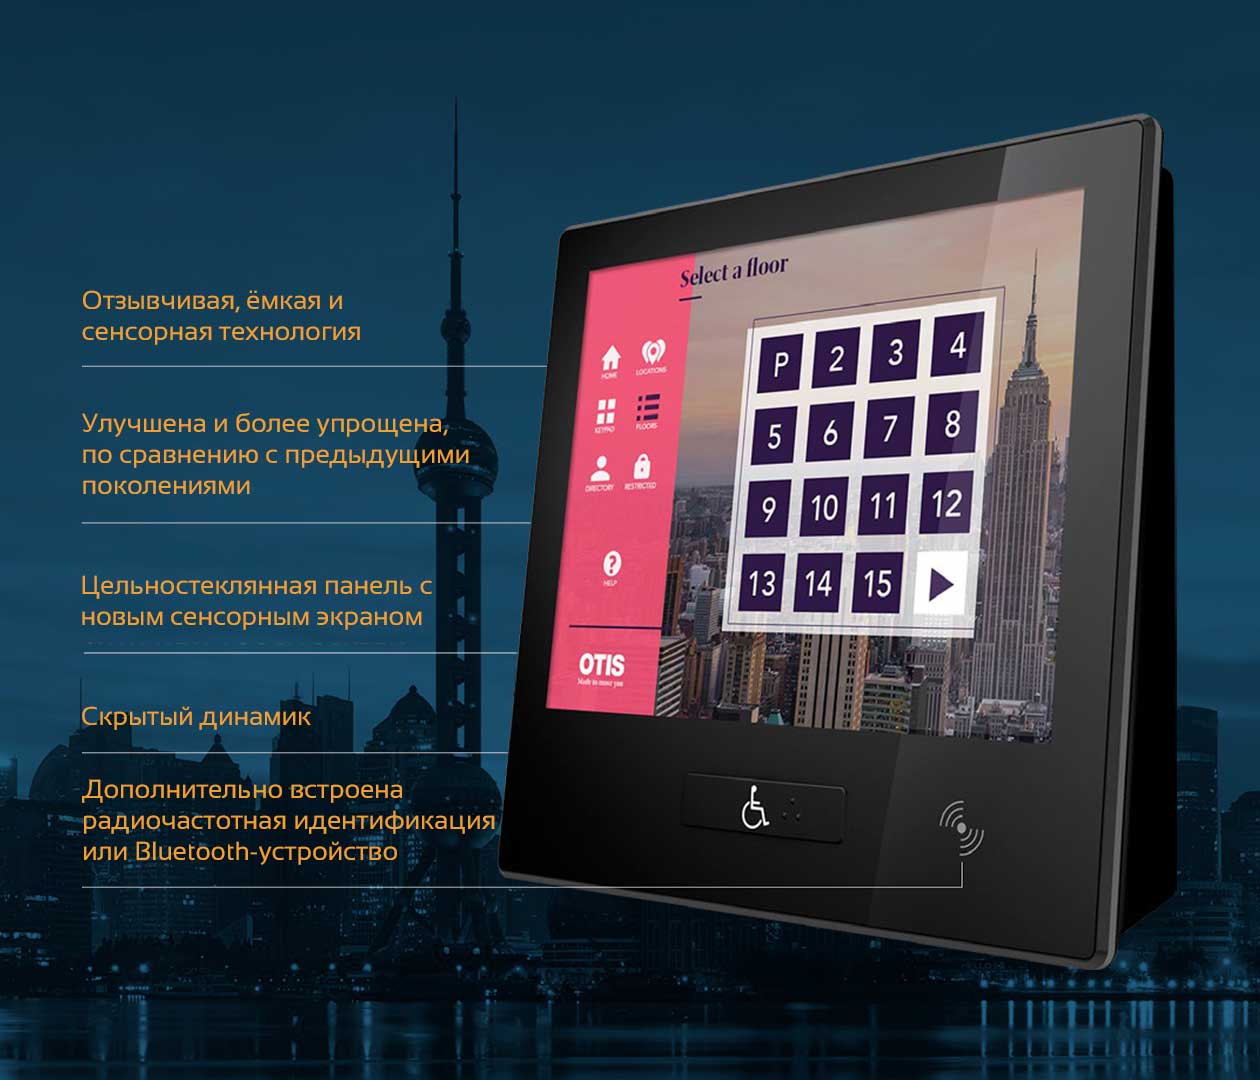 Отзывчивая, ёмкая и
сенсорная технология
Улучшена и более упрощена,
по сравнению с предыдущими
поколениями
Цельностеклянная панель с
новым сенсорным экраном
Скрытый динамик
Дополнительно встроена
радиочастотная идентификация
или Bluetooth-устройство
Select a floor
HOME LOCATIONS
KEYPAD FLOORS
DIRECTORY RESTRICTED
HELP
OTIS
Made to move you
P 2 3 4
5 6 7 8
9 10 11 12
13 14 15